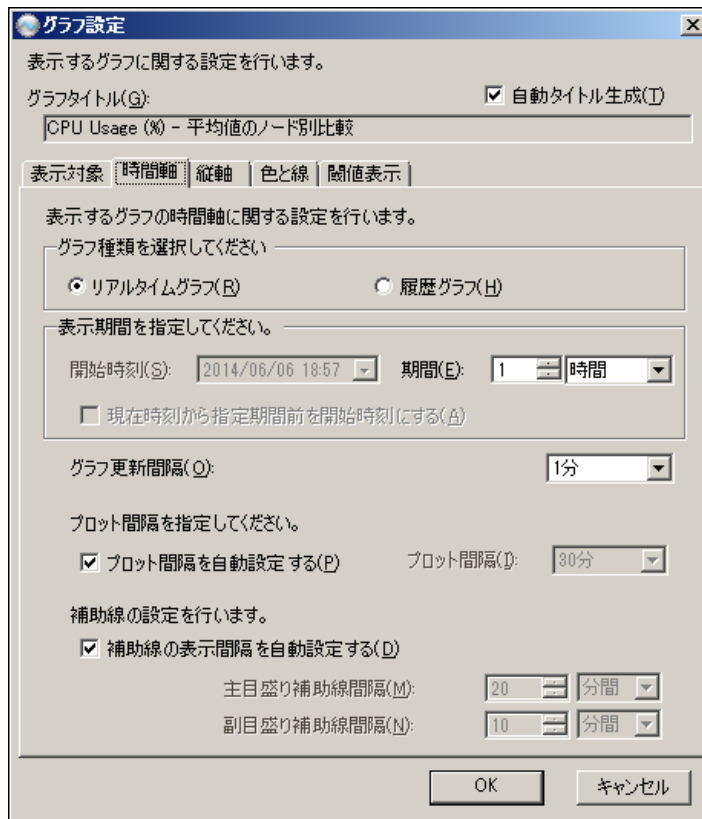 グラフ設定
表示するグラフに関する設定を行います。
グラフタイトル(G):
自動タイトル生成(T)
CPU Usage (%) - 平均値のノード別比較
表示対象 時間軸 縦軸 色と線 閾値表示
表示するグラフの時間軸に関する設定を行います。
グラフ種類を選択してください
リアルタイムグラフ(R) 履歴グラフ(H)
表示期間を指定してください。
開始時刻(S): 2014/06/06 18:57 期間(E): 1 時間
現在時刻から指定期間前を開始時刻にする(A)
グラフ更新間隔(O): 1分
プロット間隔を指定してください。
プロット間隔を自動設定する(P) プロット間隔(I): 30分
補助線の設定を行います。
補助線の表示間隔を自動設定する(D)
主目盛り補助線間隔(M): 20 分間
副目盛り補助線間隔(N): 10 分間
OK キャンセル